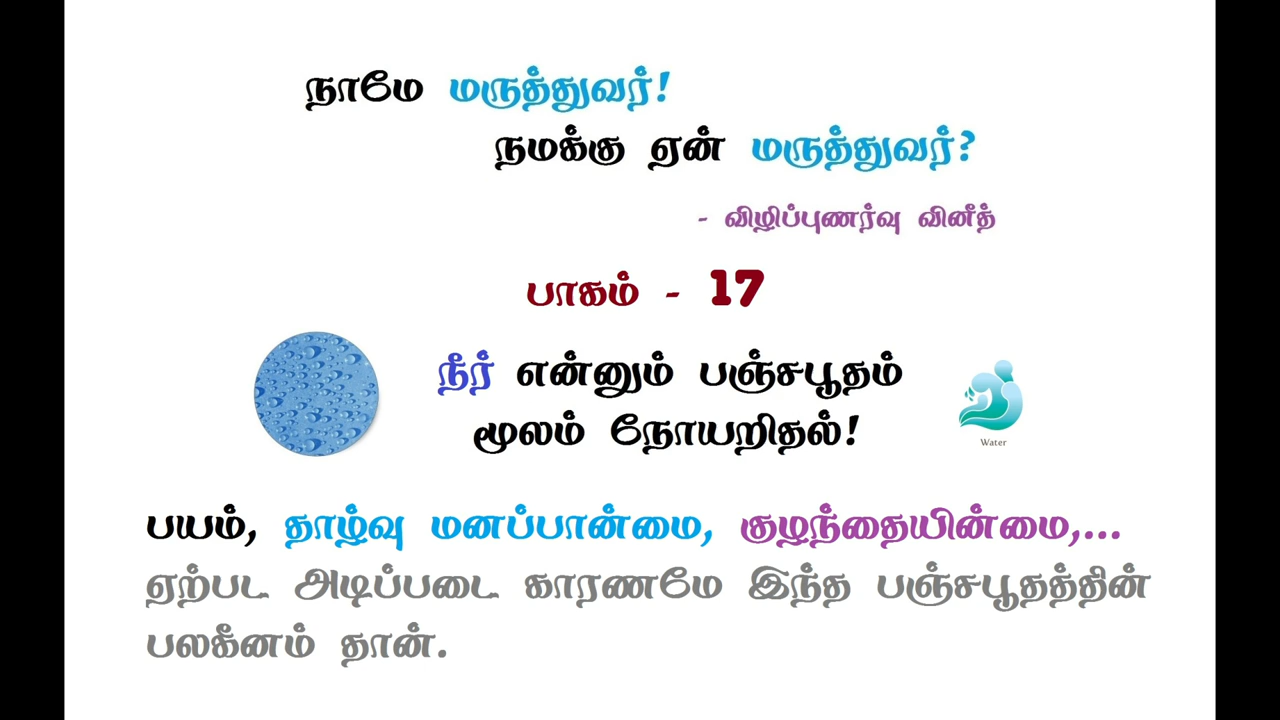 நாமே மருத்துவர்!
நமக்கு ஏன் மருத்துவர்?
- விழிப்புணர்வு வினீத்
பாகம் - 17
நீர் என்னும் பஞ்சபூதம்
மூலம் நோயறிதல்!
Water
பயம், தாழ்வு மனப்பான்மை, குழந்தையின்மை,...
ஏற்பட அடிப்படை காரணமே இந்த பஞ்சபூதத்தின்
பலகீனம் தான்.